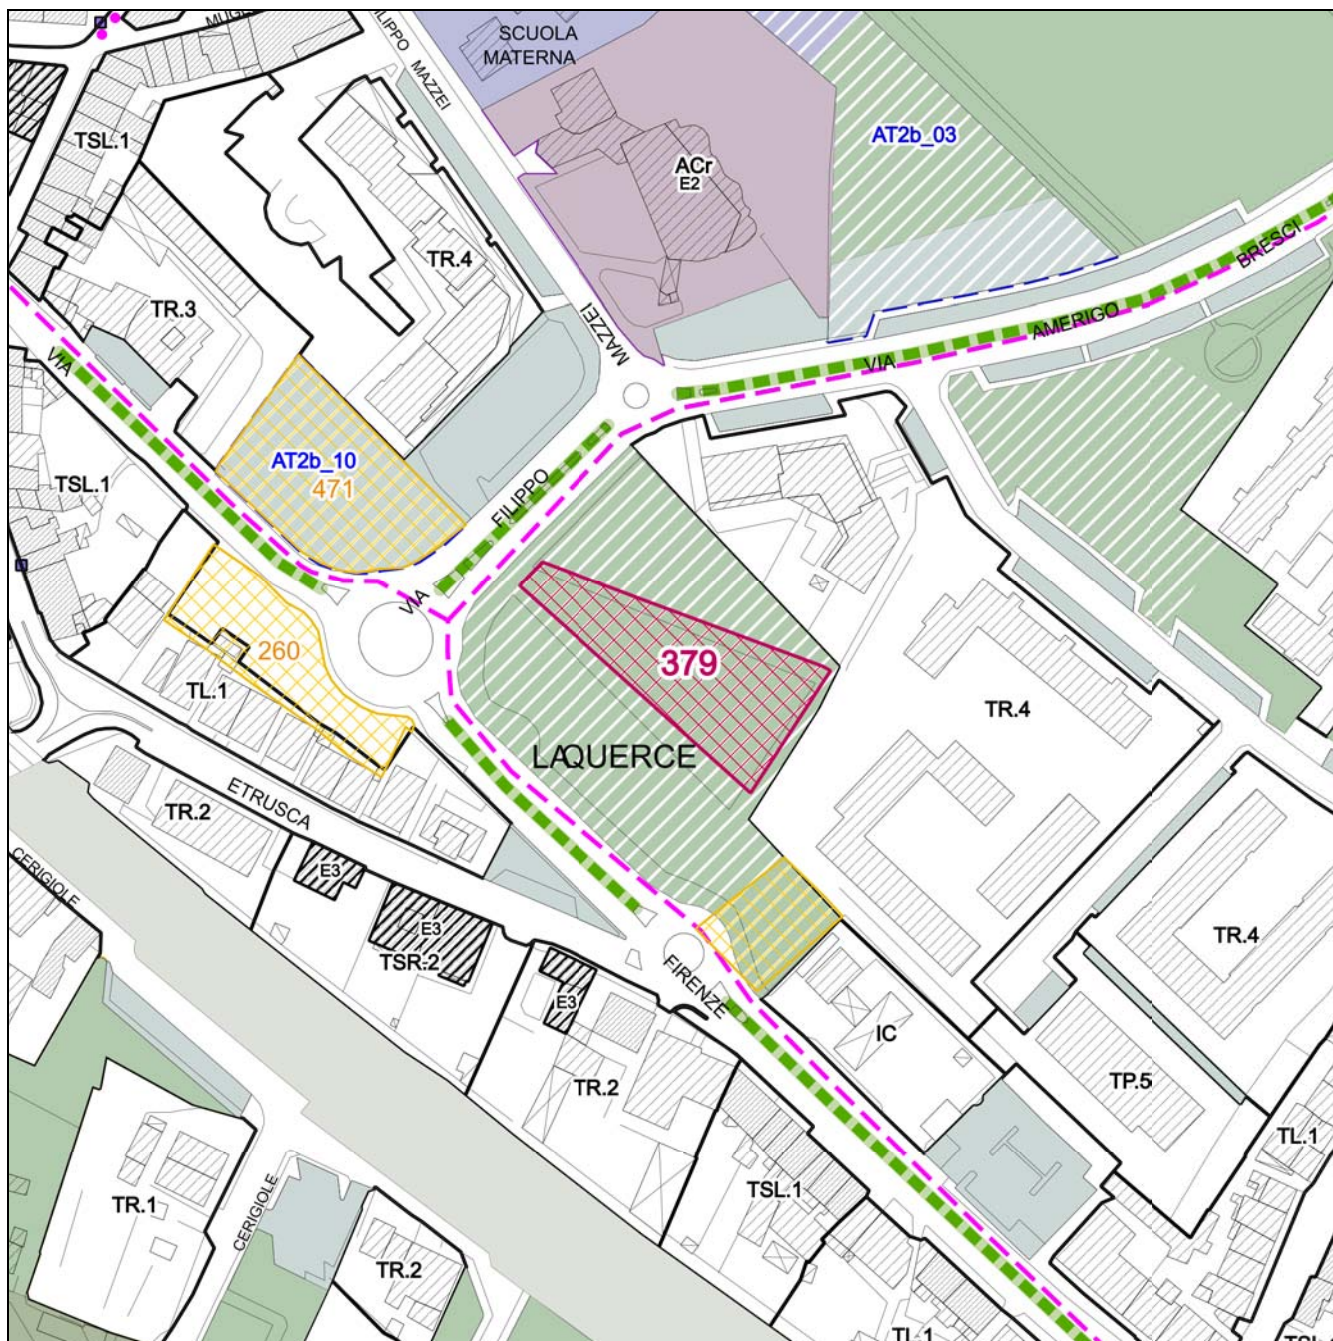 FILIPPO
MAZZEI
SCUOLA
MATERNA
TSL.1
AT2b_03
ACr
E2
TR.4
BRESCI
TR.3
MAZZEI
AMERIGO
VIA
VIA
AT2b_10
471
TSL.1
FILIPPO
VIA
260
379
TL.1
TR.4
LA QUERCE
ETRUSCA
TR.2
CERIGIOLE
E3
E3
TSR.2
TR.4
FIRENZE
E3
IC
TR.2
TP.5
TL.1
TSL.1
TR.1
CERIGIOLE
TR.2
TL.1